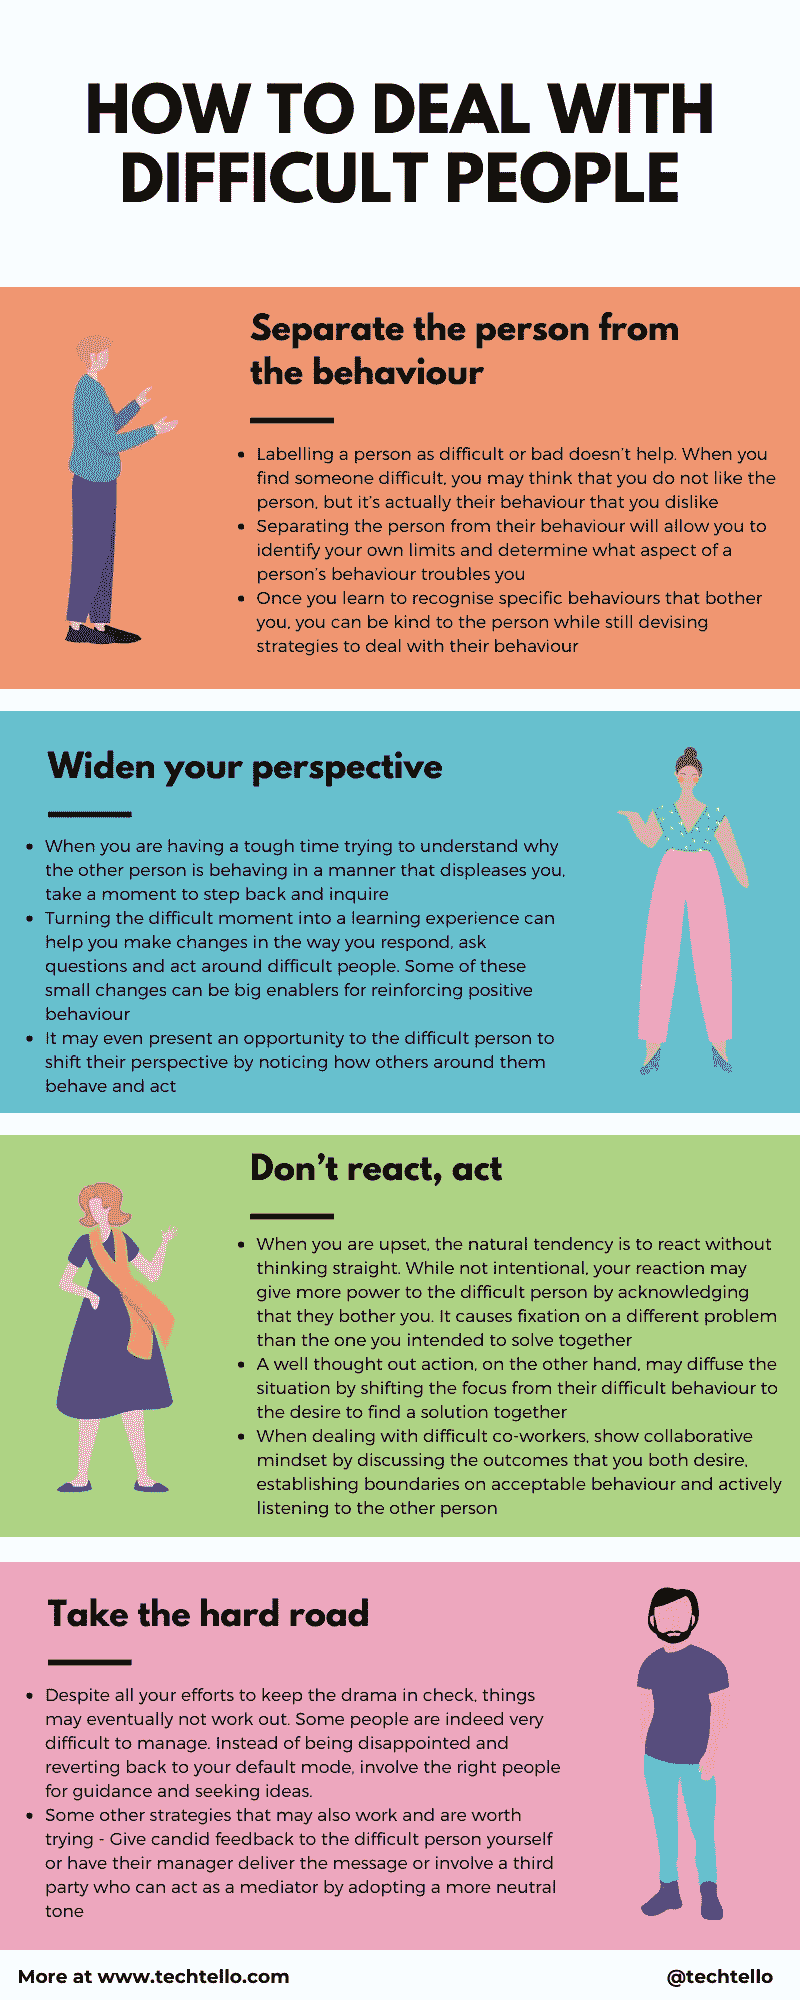 HOW TO DEAL WITH
DIFFICULT PEOPLE
Separate the person from
the behaviour
• Labelling a person as difficult or bad doesn't help. When you
find someone difficult, you may think that you do not like the
person, but it's actually their behaviour that you dislike
• Separating the person from their behaviour will allow you to
identify your own limits and determine what aspect of a
person's behaviour troubles you
• Once you learn to recognise specific behaviours that bother
you, you can be kind to the person while still devising
strategies to deal with their behaviour
Widen your perspective
• When you are having a tough time trying to understand why
the other person is behaving in a manner that displeases you,
take a moment to step back and inquire
• Turning the difficult moment into a learning experience can
help you make changes in the way you respond, ask
questions and act around difficult people. Some of these
small changes can be big enablers for reinforcing positive
behaviour
• It may even present an opportunity to the difficult person to
shift their perspective by noticing how others around them
behave and act
Don't react, act
• When you are upset, the natural tendency is to react without
thinking straight. While not intentional, your reaction may
give more power to the difficult person by acknowledging
that they bother you. It causes fixation on a different problem
than the one you intended to solve together
• A well thought out action, on the other hand, may diffuse the
situation by shifting the focus from their difficult behaviour to
the desire to find a solution together
• When dealing with difficult co-workers, show collaborative
mindset by discussing the outcomes that you both desire,
establishing boundaries on acceptable behaviour and actively
listening to the other person
Take the hard road
• Despite all your efforts to keep the drama in check, things
may eventually not work out. Some people are indeed very
difficult to manage. Instead of being disappointed and
reverting back to your default mode, involve the right people
for guidance and seeking ideas.
• Some other strategies that may also work and are worth
trying - Give candid feedback to the difficult person yourself
or have their manager deliver the message or involve a third
party who can act as a mediator by adopting a more neutral
tone
More at www.techtello.com
@techtello